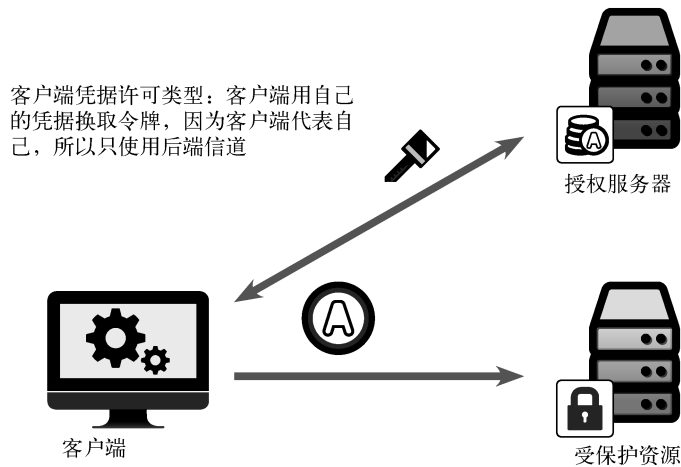 客户端凭据许可类型：客户端用自己
的凭据换取令牌，因为客户端代表自
己，所以只使用后端信道
A
授权服务器
A
客户端
受保护资源